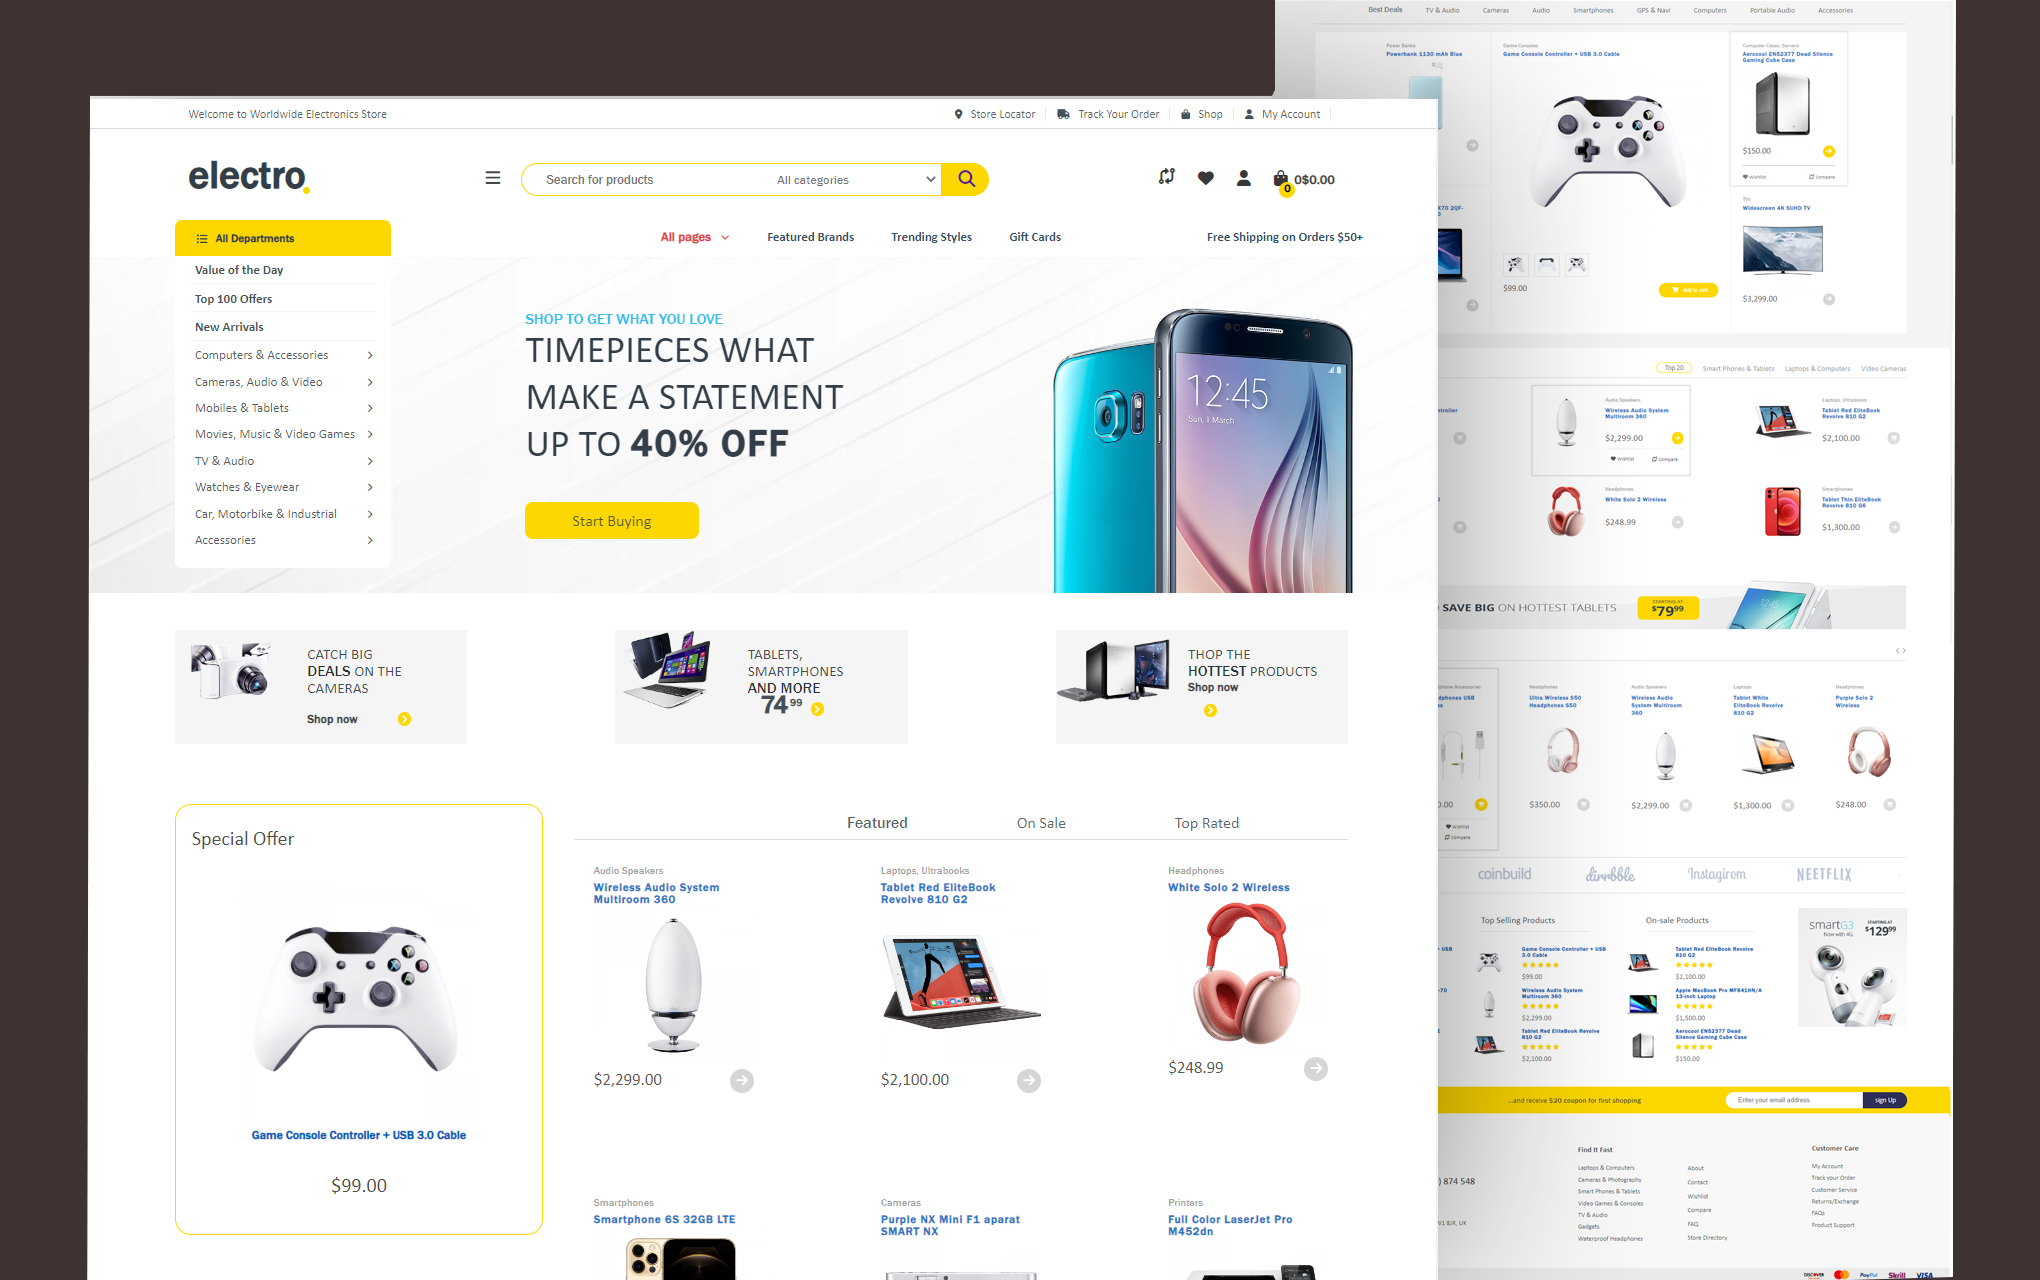 Welcome to Worldwide Electronics Store
Store Locator
Track Your Order
Shop
My Account
electro.
Search for products
All categories
0
0$0.00
All Departments
All pages
Featured Brands
Trending Styles
Gift Cards
Free Shipping on Orders $50+
Value of the Day
Top 100 Offers
New Arrivals
Computers & Accessories
Cameras, Audio & Video
Mobiles & Tablets
Movies, Music & Video Games
TV & Audio
Watches & Eyewear
Car, Motorbike & Industrial
Accessories
SHOP TO GET WHAT YOU LOVE
TIMEPIECES WHAT
MAKE A STATEMENT
UP TO 40% OFF
Start Buying
12:45
Sun, 1 March
CATCH BIG
DEALS ON THE
CAMERAS
Shop now
TABLETS,
SMARTPHONES
AND MORE
74 99
THOP THE
HOTTEST PRODUCTS
Shop now
Special Offer
Game Console Controller + USB 3.0 Cable
$99.00
Featured
On Sale
Top Rated
Audio Speakers
Wireless Audio System
Multiroom 360
$2,299.00
Laptops, Ultrabooks
Tablet Red EliteBook
Revolve 810 G2
$2,100.00
Headphones
White Solo 2 Wireless
$248.99
Smartphones
Smartphone 6S 32GB LTE
Cameras
Purple NX Mini F1 aparat
SMART NX
Printers
Full Color LaserJet Pro
M452dn
Best Deals
TV & Audio
Cameras
Audio
Smartphones
GPS & Navi
Computers
Portable Audio
Accessories
Power Banks
Powerbank 1130 mAh Blue
Game Consoles
Game Console Controller + USB 3.0 Cable
$99.00
Add to cart
Computer Cases, Servers
Aerocool EN52377 Dead Silence
Gaming Cube Case
$150.00
Wishlist
Compare
X70 2QF-
TVs
Widescreen 4K SUHD TV
$3,299.00
Top 20
Smart Phones & Tablets
Laptops & Computers
Video Cameras
Audio Speakers
Wireless Audio System
Multiroom 360
$2,299.00
Wishlist
Compare
Laptops, Ultrabooks
Tablet Red EliteBook
Revolve 810 G2
$2,100.00
Headphones
White Solo 2 Wireless
$248.99
Smartphones
Tablet Thin EliteBook
Revolve 810 G6
$1,300.00
SAVE BIG ON HOTTEST TABLETS
STARTING AT
$79 99
12:45
Headphones
Ultra Wireless S50
Headphones S50
$350.00
Audio Speakers
Wireless Audio
System Multiroom
360
$2,299.00
Laptops
Tablet White
EliteBook Revolve
810 G2
$1,300.00
Headphones
Purple Solo 2
Wireless
$248.00
Wishlist
Compare
coinbuild
dirrbble
Instagirom
NEETFLIX
Top Selling Products
Game Console Controller + USB
3.0 Cable
$99.00
Wireless Audio System
Multiroom 360
$2,299.00
Tablet Red EliteBook Revolve
810 G2
$2,100.00
On-sale Products
Tablet Red EliteBook Revolve
810 G2
$2,100.00
Apple MacBook Pro MF841HN/A
13-inch Laptop
$1,500.00
Aerocool EN52377 Dead
Silence Gaming Cube Case
$150.00
smartG3
Now with 4G
STARTING AT
$129 99
...and receive $20 coupon for first shopping
Enter your email address
sign Up
) 874 548
Find It Fast
Laptops & Computers
Cameras & Photography
Smart Phones & Tablets
Video Games & Consoles
TV & Audio
Gadgets
Waterproof Headphones
About
Contact
Wishlist
Compare
FAQ
Store Directory
Customer Care
My Account
Track your Order
Customer Service
Returns/Exchange
FAQs
Product Support
DISCOVER
PayPal
Skrill
VISA